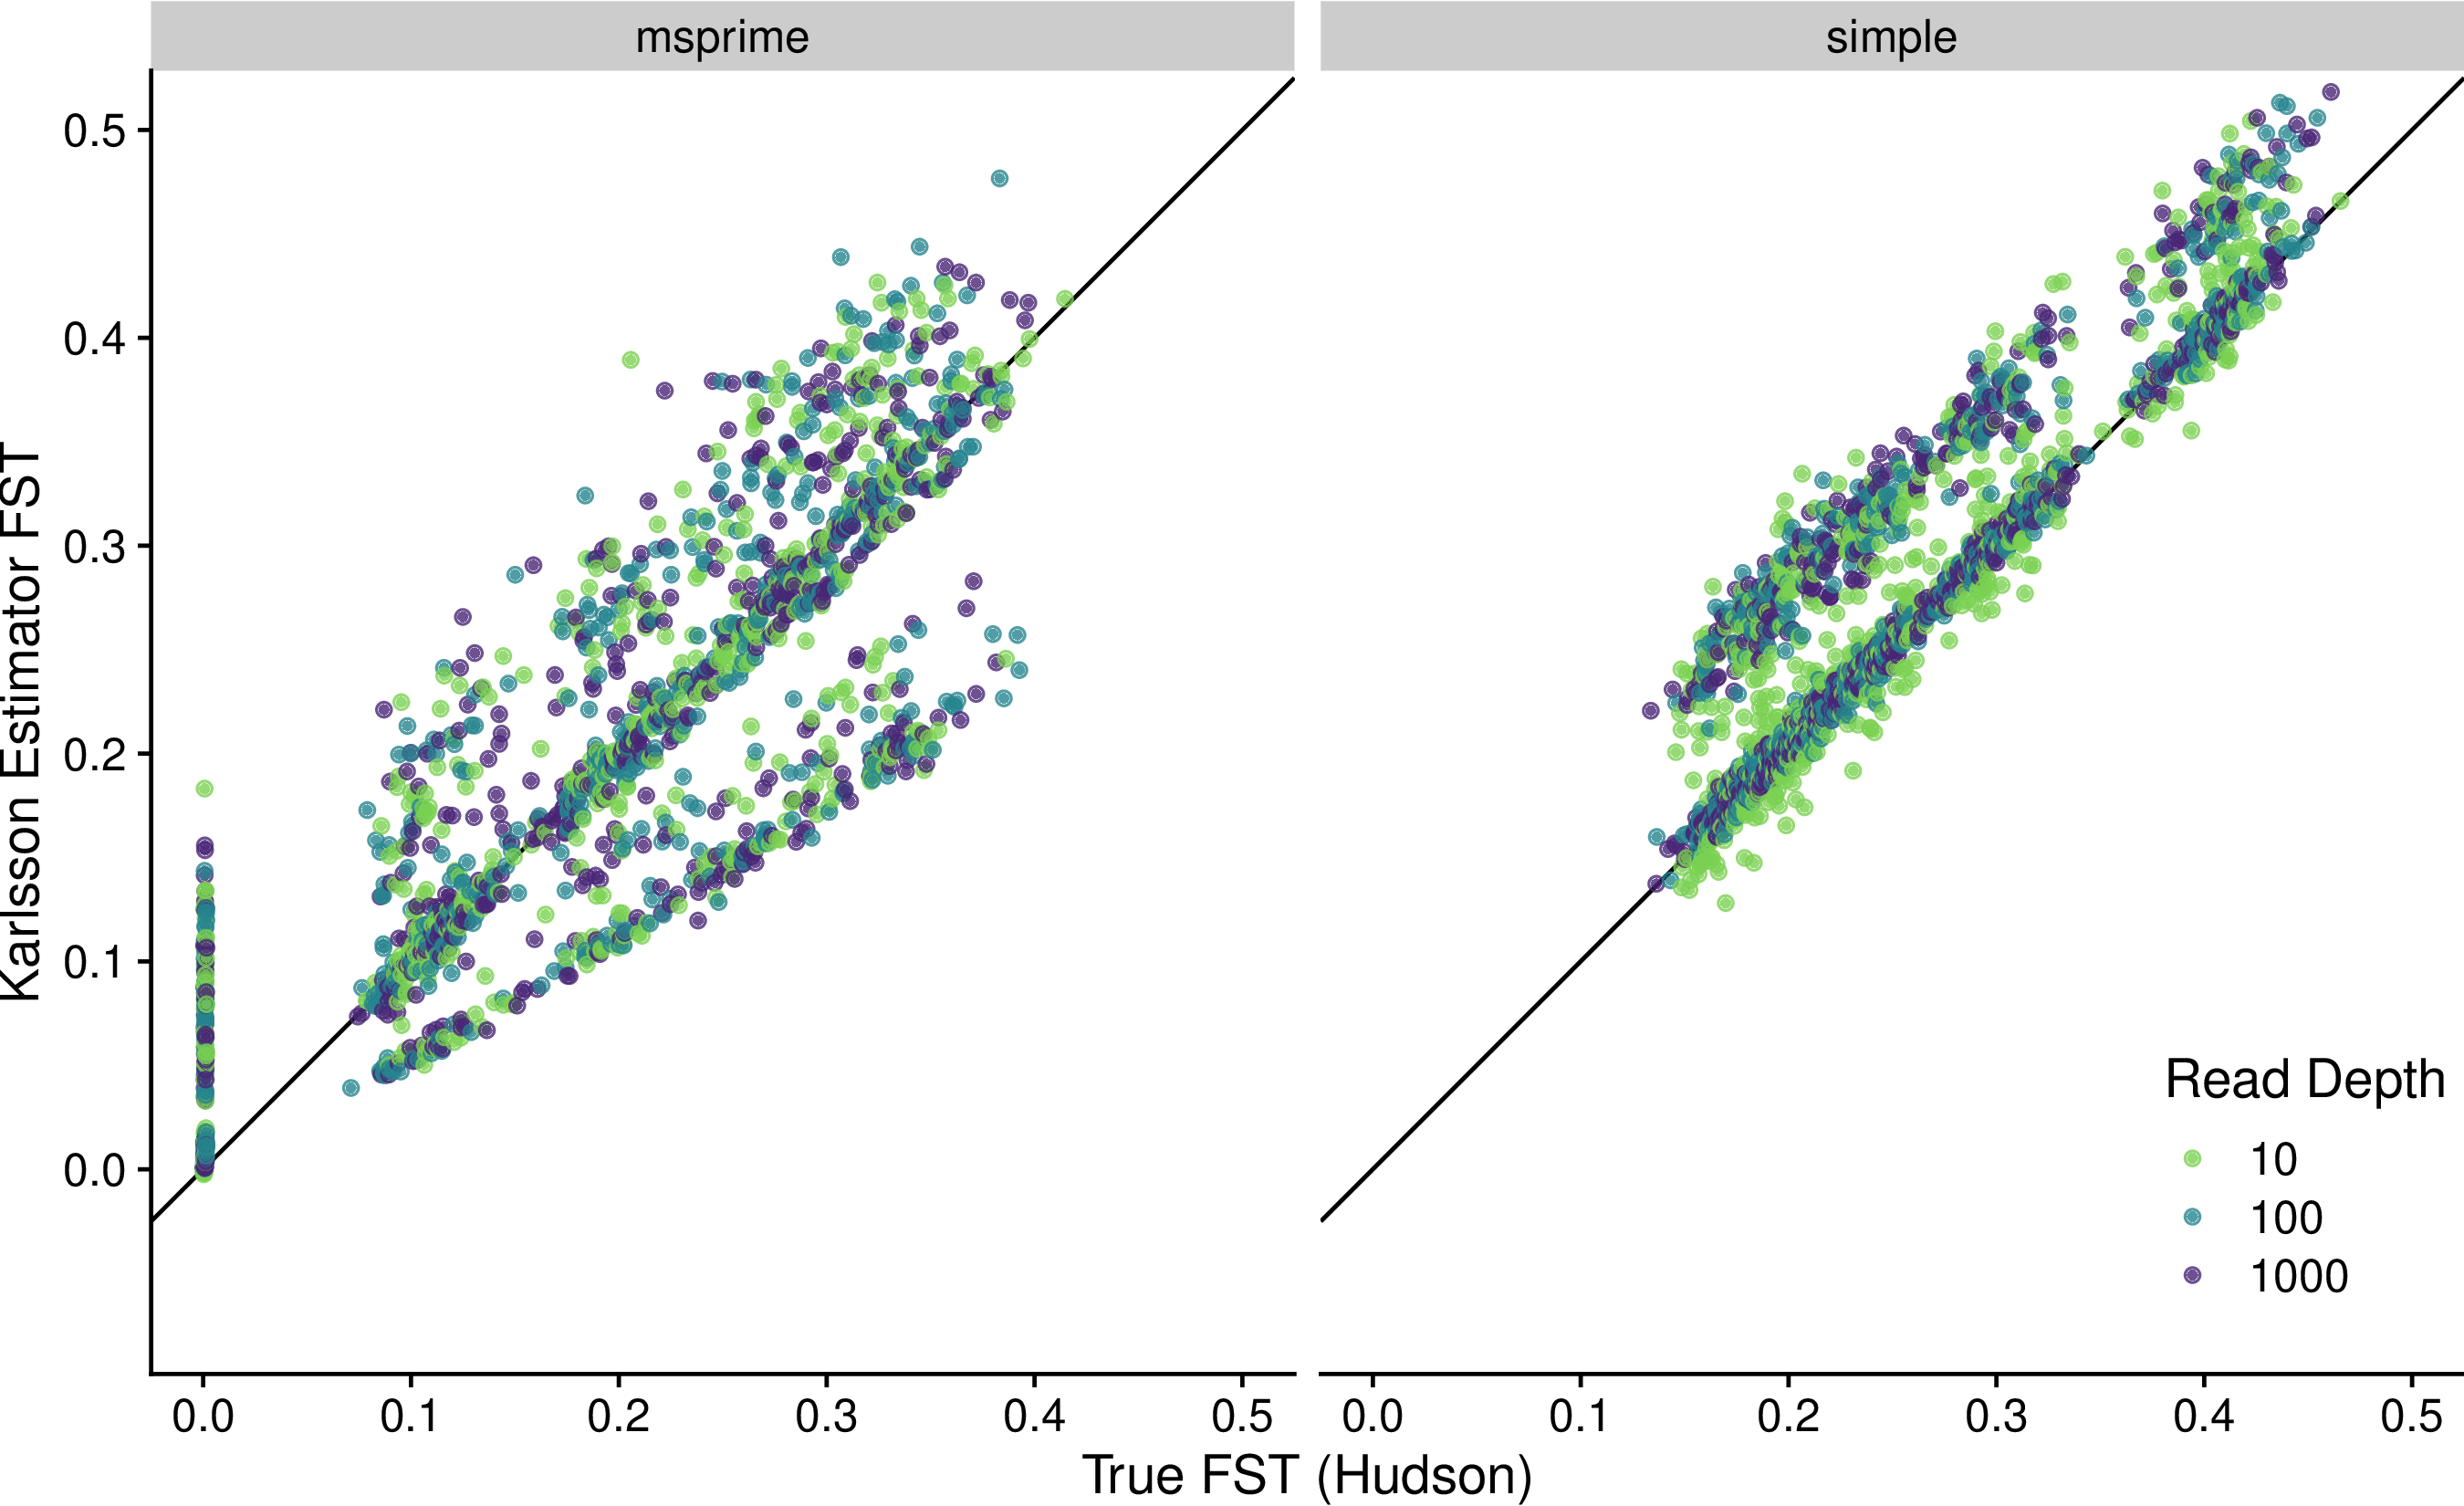 msprime
simple
Karlsson Estimator FST
0.5
0.4
0.3
0.2
0.1
0.0
Read Depth
10
100
1000
0.0 0.1 0.2 0.3 0.4 0.5
0.0 0.1 0.2 0.3 0.4 0.5
True FST (Hudson)